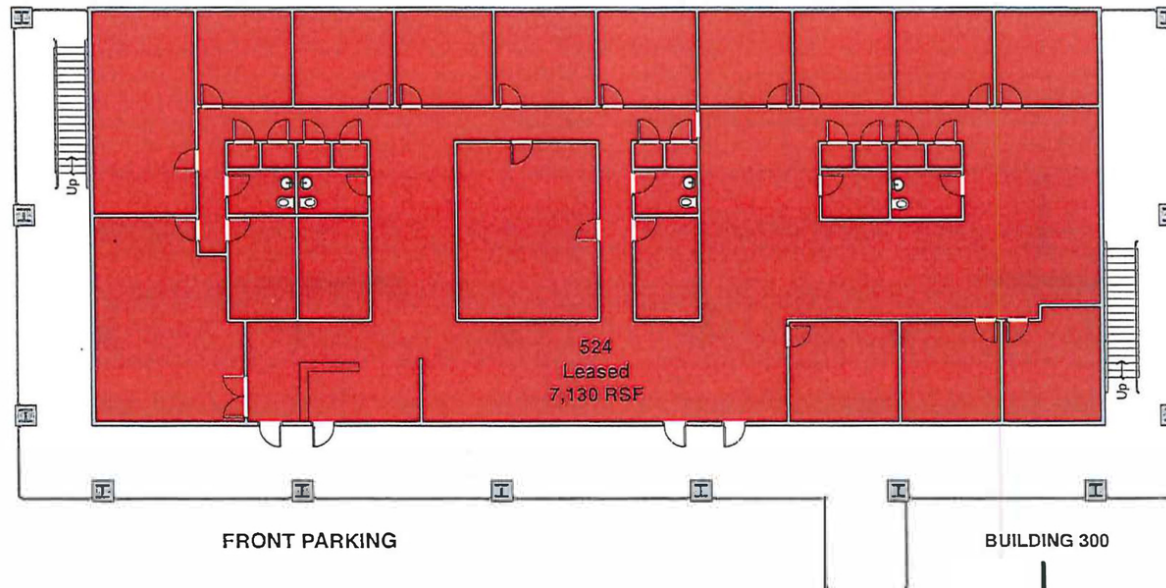 Up
Up
524
Leased
7,130 RSF
FRONT PARKING
BUILDING 300